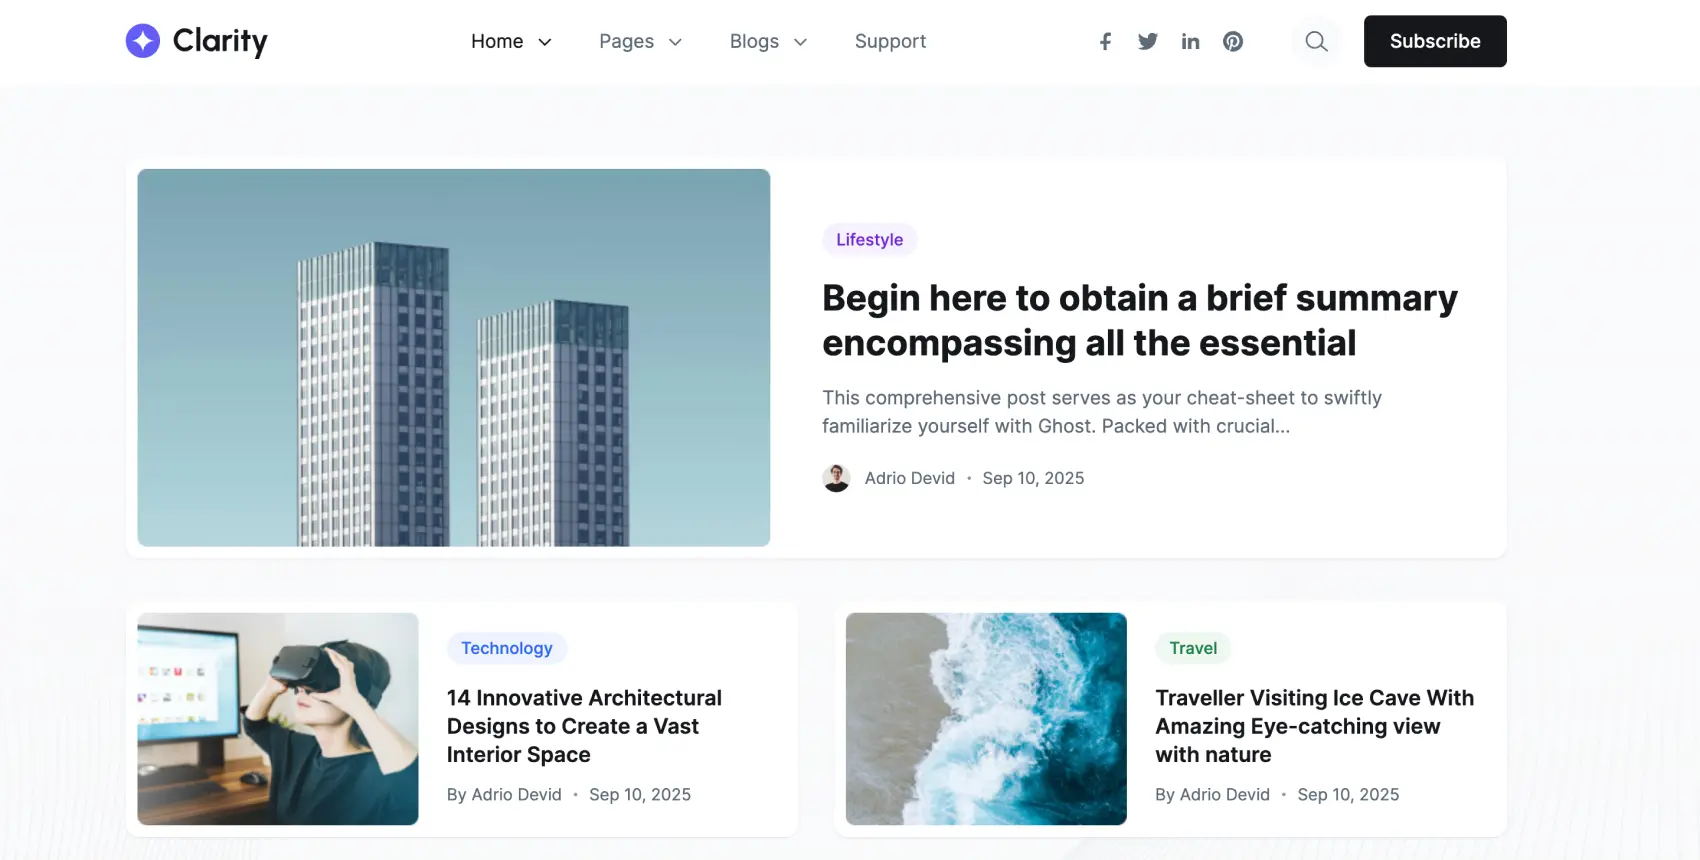 Clarity
Home
Pages
Blogs
Support
Subscribe
Lifestyle
Begin here to obtain a brief summary
encompassing all the essential
This comprehensive post serves as your cheat-sheet to swiftly
familiarize yourself with Ghost. Packed with crucial...
Adrio Devid • Sep 10, 2025
Technology
14 Innovative Architectural
Designs to Create a Vast
Interior Space
By Adrio Devid • Sep 10, 2025
Travel
Traveller Visiting Ice Cave With
Amazing Eye-catching view
with nature
By Adrio Devid • Sep 10, 2025